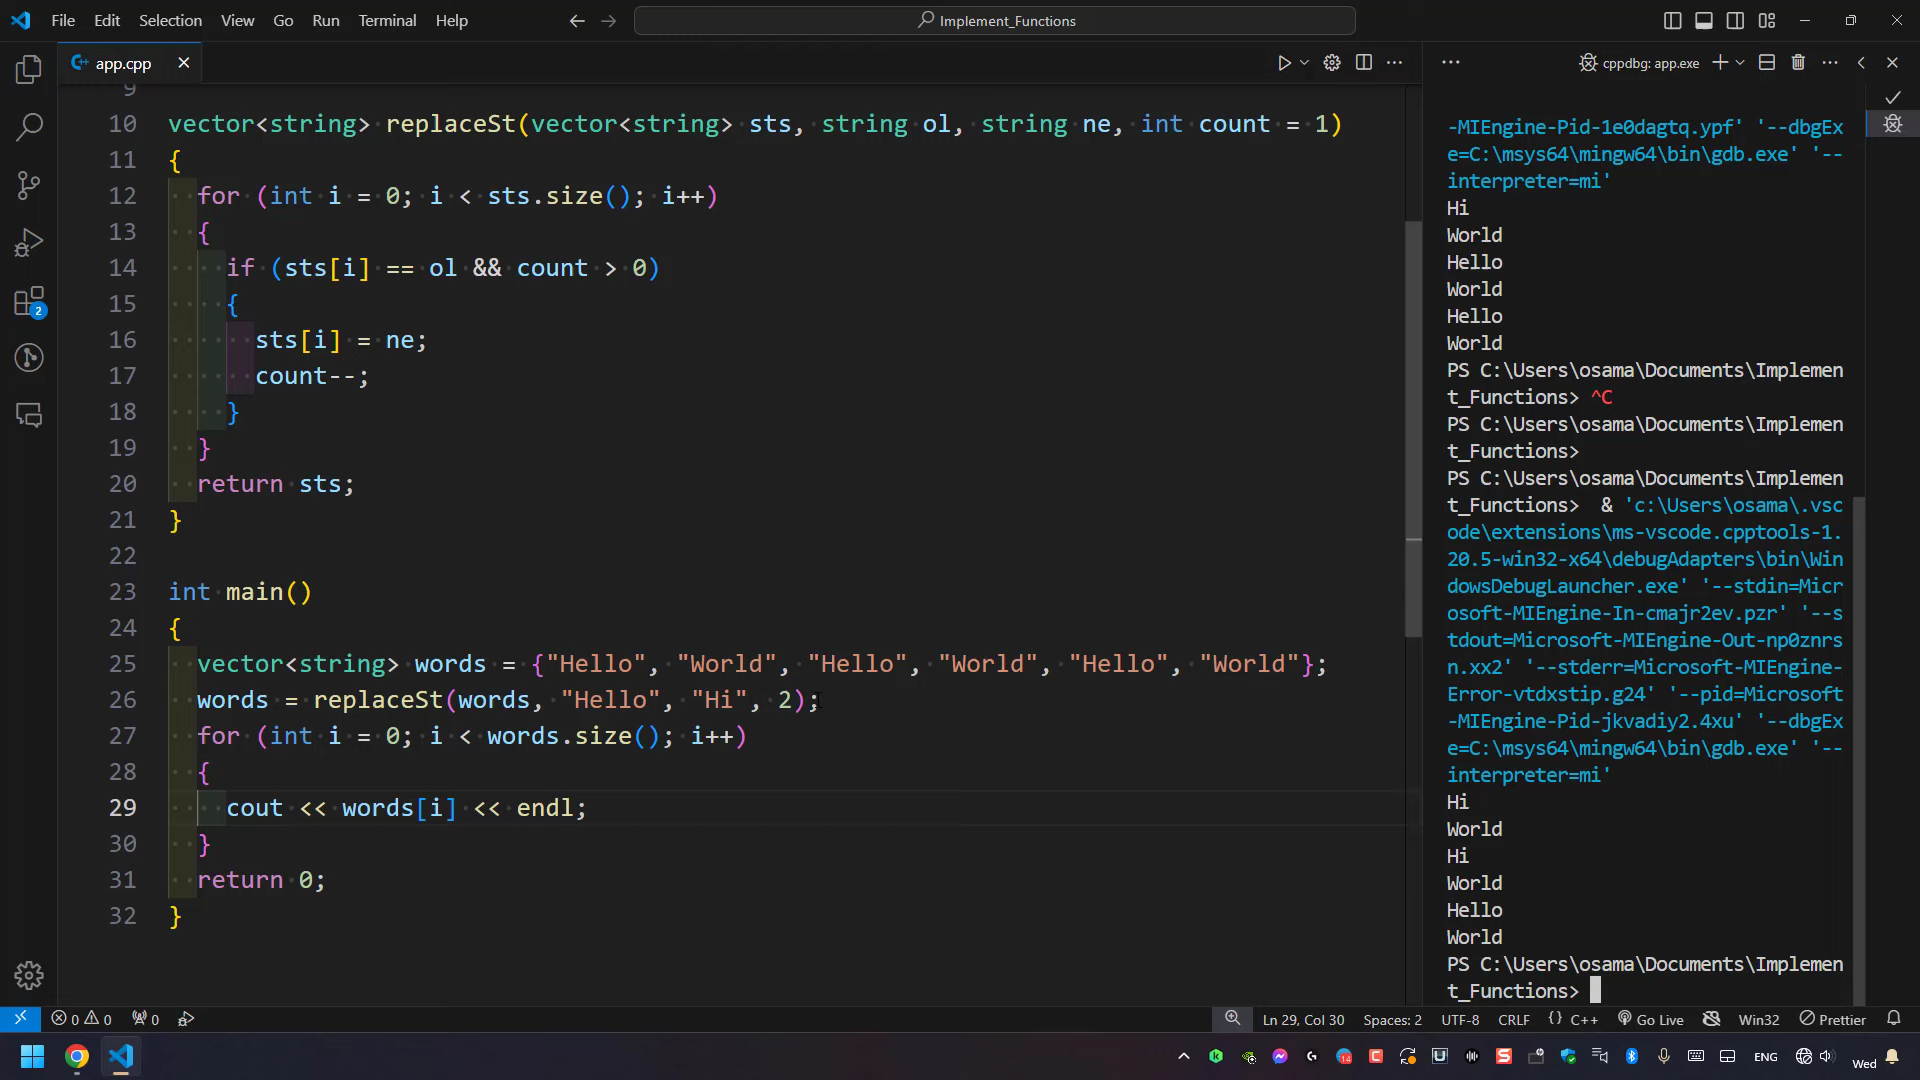 File Edit Selection View Go Run Terminal Help
Implement_Functions
app.cpp
9
10 vector<string> replaceSt(vector<string> sts, string ol, string ne, int count = 1)
11 {
12 for (int i = 0; i < sts.size(); i++)
13 {
14 if (sts[i] == ol && count > 0)
15 {
16 sts[i] = ne;
17 count--;
18 }
19 }
20 return sts;
21 }
22
23 int main()
24 {
25 vector<string> words = {"Hello", "World", "Hello", "World", "Hello", "World"};
26 words = replaceSt(words, "Hello", "Hi", 2);
27 for (int i = 0; i < words.size(); i++)
28 {
29 cout << words[i] << endl;
30 }
31 return 0;
32 }
2
cppdbg: app.exe
-MIEngine-Pid-1e0dagtq.ypf' '--dbgEx
e=C:\msys64\mingw64\bin\gdb.exe' '--
interpreter=mi'
Hi
World
Hello
World
Hello
World
PS C:\Users\osama\Documents\Implemen
t_Functions> ^C
PS C:\Users\osama\Documents\Implemen
t_Functions>
PS C:\Users\osama\Documents\Implemen
t_Functions> & 'c:\Users\osama\.vsc
ode\extensions\ms-vscode.cpptools-1.
20.5-win32-x64\debugAdapters\bin\Win
dowsDebugLauncher.exe' '--stdin=Micr
osoft-MIEngine-In-cmajr2ev.pzr' '--s
tdout=Microsoft-MIEngine-Out-np0znrs
n.xx2' '--stderr=Microsoft-MIEngine-
Error-vtdxstip.g24' '--pid=Microsoft
-MIEngine-Pid-jkvadiy2.4xu' '--dbgEx
e=C:\msys64\mingw64\bin\gdb.exe' '--
interpreter=mi'
Hi
World
Hi
World
Hello
World
PS C:\Users\osama\Documents\Implemen
t_Functions>
0 0 0 Ln 29, Col 30 Spaces: 2 UTF-8 CRLF {} C++ Go Live Win32 Prettier
14 ENG Wed